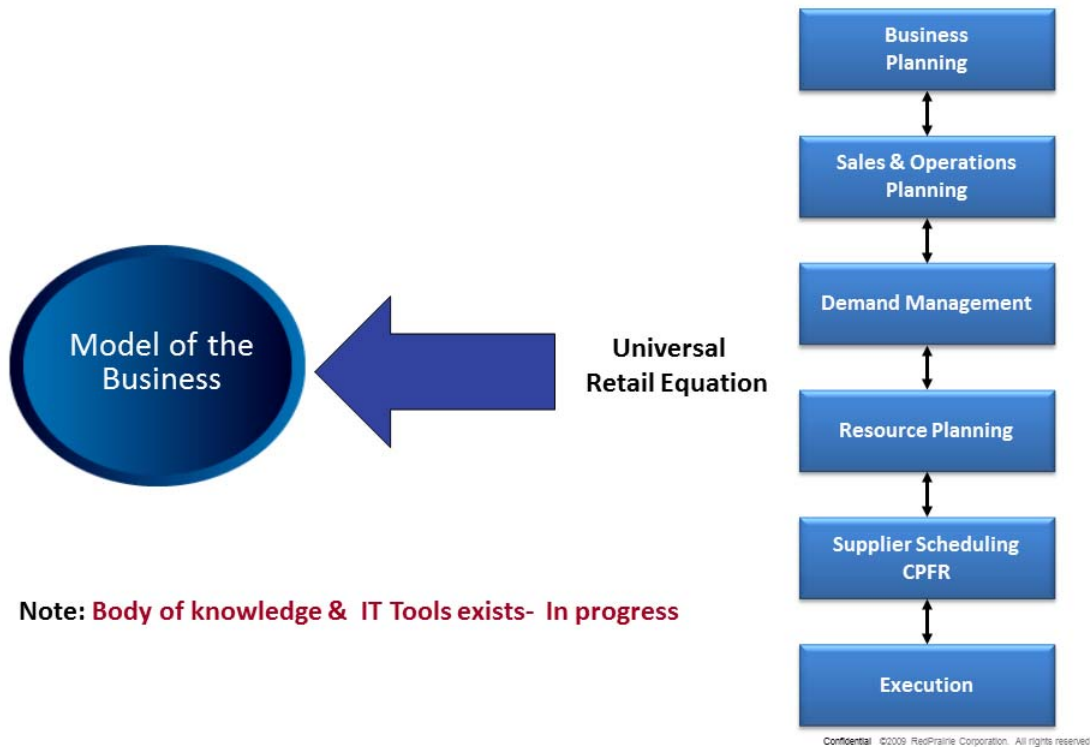 Business
Planning
Sales & Operations
Planning
Demand Management
Model of the
Business
Universal
Retail Equation
Resource Planning
Supplier Scheduling
CPFR
Note: Body of knowledge & IT Tools exists- In progress
Execution
Confidential ©2009 RedPrairie Corporation. All rights reserved